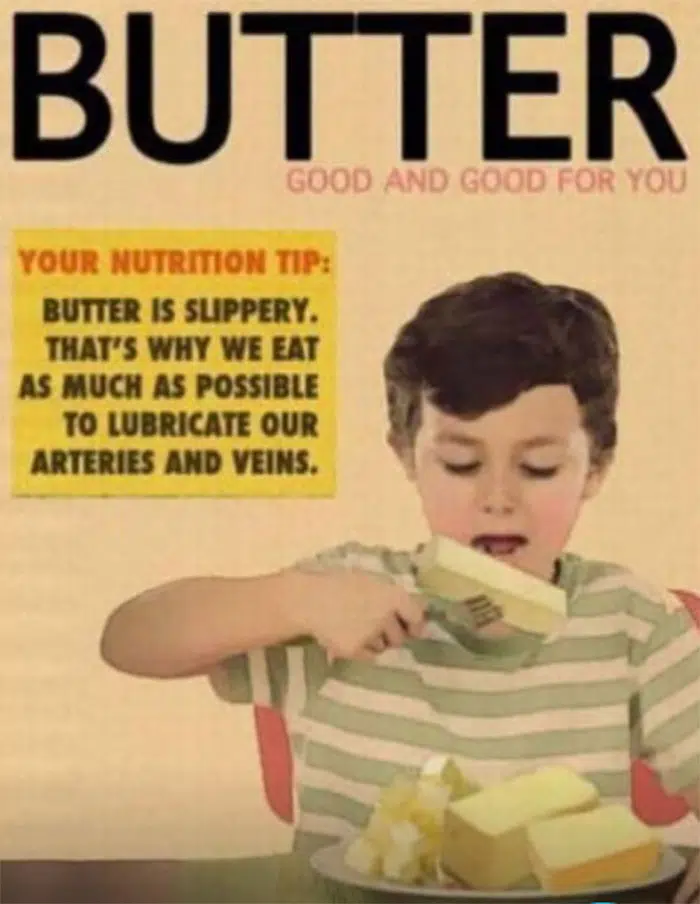 BUTTER
GOOD AND GOOD FOR YOU
YOUR NUTRITION TIP:
BUTTER IS SLIPPERY.
THAT'S WHY WE EAT
AS MUCH AS POSSIBLE
TO LUBRICATE OUR
ARTERIES AND VEINS.